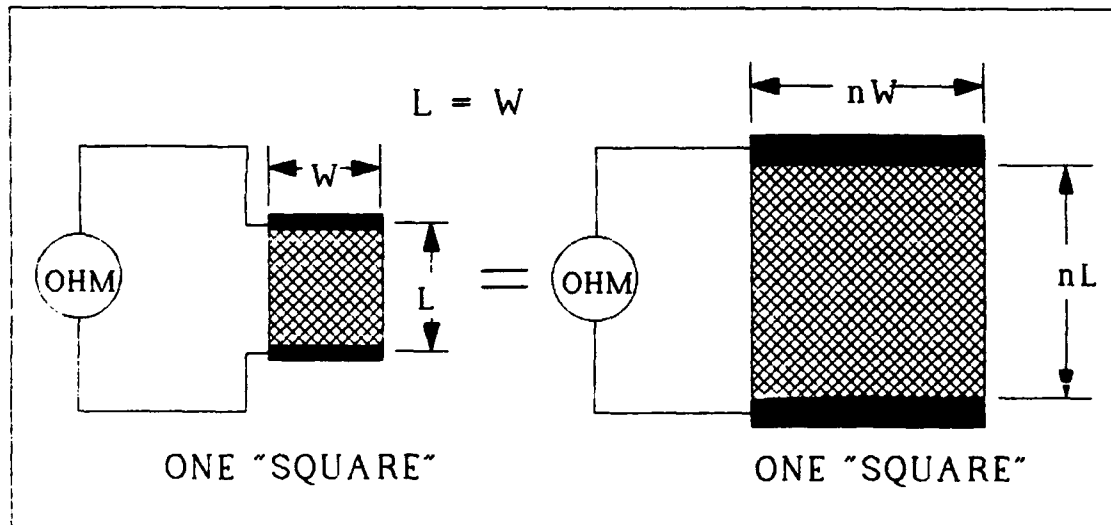 L = W
nW
W
OHM
L
=
OHM
nL
ONE "SQUARE"
ONE "SQUARE"